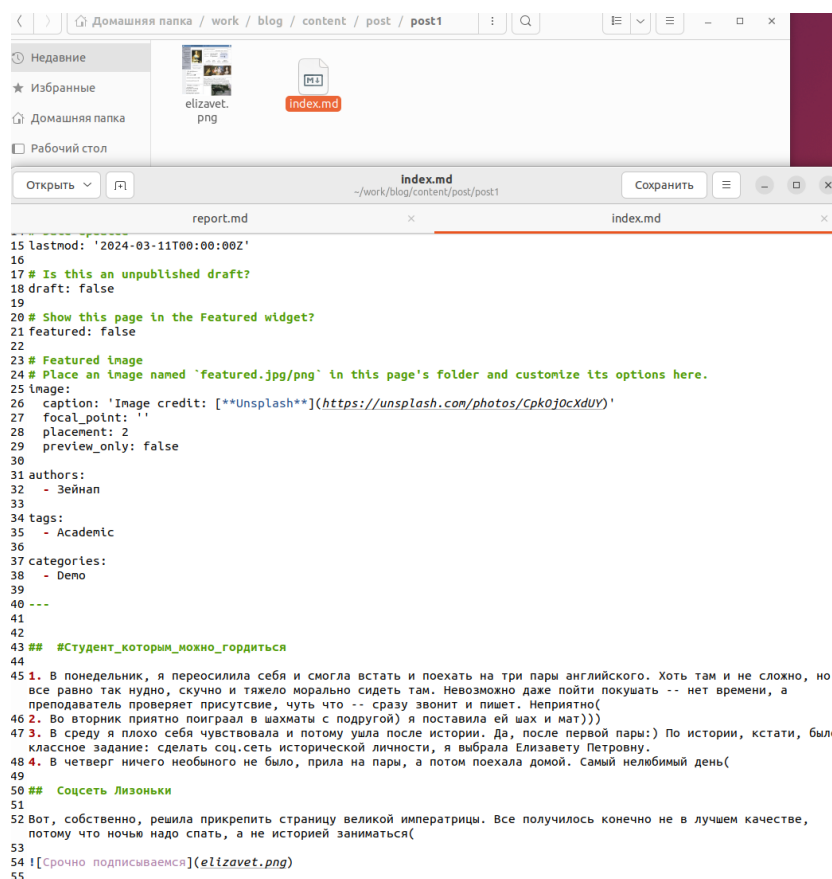 Домашняя папка / work / blog / content / post / post1
Недавние
Избранные
Домашняя папка
Рабочий стол
elizavet.
png
index.md
Открыть
index.md
~/work/blog/content/post/post1
Сохранить
report.md
index.md
15 lastmod: '2024-03-11T00:00:00Z'
16
17 # Is this an unpublished draft?
18 draft: false
19
20 # Show this page in the Featured widget?
21 featured: false
22
23 # Featured image
24 # Place an image named `featured.jpg/png` in this page's folder and customize its options here.
25 image:
26   caption: 'Image credit: [**Unsplash**](https://unsplash.com/photos/CpkOjOcXdUY)'
27   focal_point: ''
28   placement: 2
29   preview_only: false
30
31 authors:
32   - Зейнап
33
34 tags:
35   - Academic
36
37 categories:
38   - Demo
39
40 ---
41
42
43 ##  #Студент_которым_можно_гордиться
44
45 1. В понедельник, я переосилила себя и смогла встать и поехать на три пары английского. Хоть там и не сложно, но
все равно так нудно, скучно и тяжело морально сидеть там. Невозможно даже пойти покушать -- нет времени, а
преподаватель проверяет присутсвие, чуть что -- сразу звонит и пишет. Неприятно(
46 2. Во вторник приятно поиграл в шахматы с подругой) я поставила ей шах и мат)))
47 3. В среду я плохо себя чувствовала и потому ушла после истории. Да, после первой пары:) По истории, кстати, было
классное задание: сделать соц.сеть исторической личности, я выбрала Елизавету Петровну.
48 4. В четверг ничего необыного не было, прила на пары, а потом поехала домой. Самый нелюбимый день(
49
50 ##  Соцсеть Лизоньки
51
52 Вот, собственно, решила прикрепить страницу великой императрицы. Все получилось конечно не в лучшем качестве,
потому что ночью надо спать, а не историей заниматься(
53
54 ![Срочно подписываемся](elizavet.png)
55